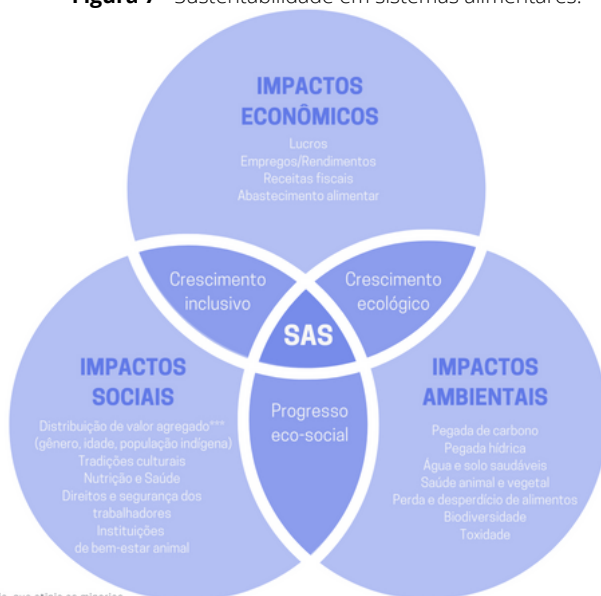 Figura 7 - Sustentabilidade em sistemas alimentares.
IMPACTOS
ECONÔMICOS
Lucros
Empregos/Rendimentos
Receitas fiscais
Abastecimento alimentar
Crescimento
inclusivo
Crescimento
ecológico
SAS
IMPACTOS
SOCIAIS
Distribuição de valor agregado***
(gênero, idade, população indígena)
Tradições culturais
Nutrição e Saúde
Direitos e segurança dos
trabalhadores
Instituições
de bem-estar animal
Progresso
eco-social
IMPACTOS
AMBIENTAIS
Pegada de carbono
Pegada hídrica
Água e solo saudáveis
Saúde animal e vegetal
Perda e desperdício de alimentos
Biodiversidade
Toxidade